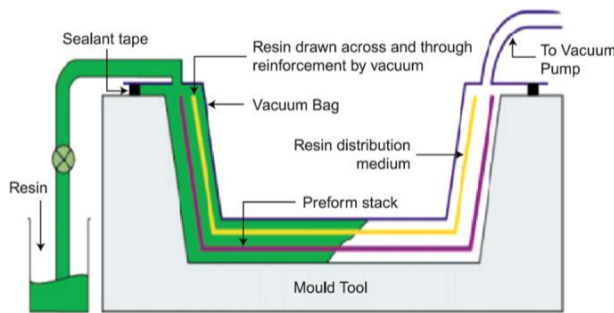 Sealant tape
Resin drawn across and through
reinforcement by vacuum
To Vacuum
Pump
Vacuum Bag
Resin distribution
medium
Resin
Preform stack
Mould Tool